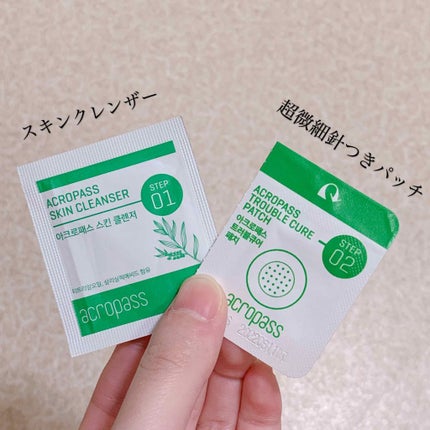 スキンクレンザー
超微細針つきパッチ
ACROPASS
SKIN CLEANSER
STEP
01
아크로패스 스킨 클렌저
acropass
ACROPASS
TROUBLE CURE
PATCH
아크로패스
트러블큐어
패치
STEP
02
acropass